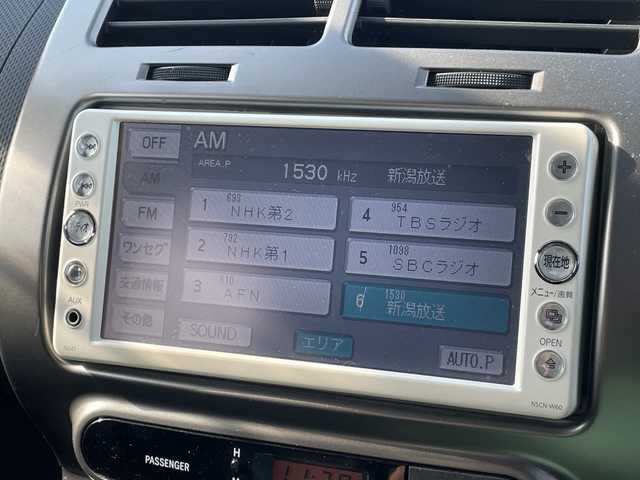 OFF
AM
AREA.P
1530 kHz 新潟放送
AM
FM
ワンセグ
交通情報
その他
1 693 NHK第2
2 792 NHK第1
3 810 AFN
4 954 TBSラジオ
5 1098 SBCラジオ
6 1530 新潟放送
SOUND
エリア
AUTO.P
PWR
AUX
現在地
メニュー/画質
OPEN
NSCN-W60
PASSENGER
H